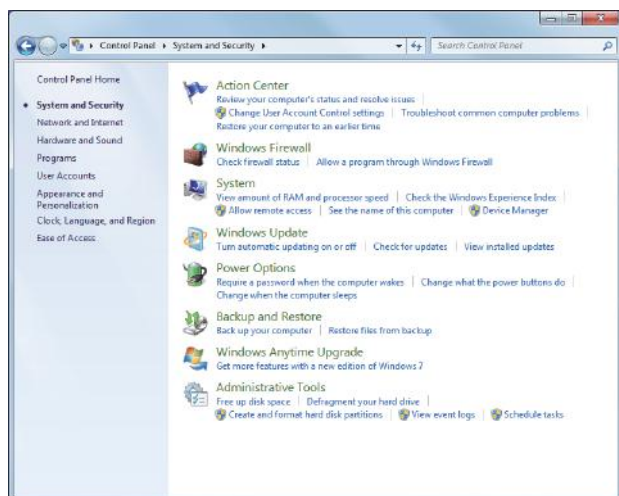 Control Panel ▸ System and Security ▸
Search Control Panel
Control Panel Home
System and Security
Network and Internet
Hardware and Sound
Programs
User Accounts
Appearance and
Personalization
Clock, Language, and Region
Ease of Access
Action Center
Review your computer's status and resolve issues
Change User Account Control settings | Troubleshoot common computer problems
Restore your computer to an earlier time
Windows Firewall
Check firewall status | Allow a program through Windows Firewall
System
View amount of RAM and processor speed | Check the Windows Experience Index
Allow remote access | See the name of this computer | Device Manager
Windows Update
Turn automatic updating on or off | Check for updates | View installed updates
Power Options
Require a password when the computer wakes | Change what the power buttons do
Change when the computer sleeps
Backup and Restore
Back up your computer | Restore files from backup
Windows Anytime Upgrade
Get more features with a new edition of Windows 7
Administrative Tools
Free up disk space | Defragment your hard drive
Create and format hard disk partitions | View event logs | Schedule tasks